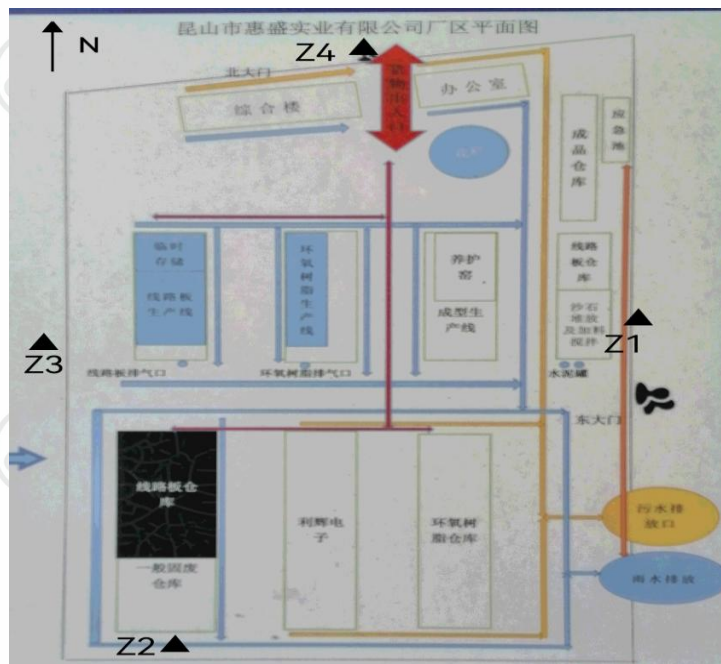 昆山市惠盛实业有限公司厂区平面图
N
Z4
北大门
综合楼
货物出入口
办公室
成品仓库
应急池
临时
存储
线路板
生产线
环氧树脂生产线
养护
窑
成型生
产线
线路
板仓
库
砂石
堆放
及加料
搅拌
Z1
Z3
线路板排气口
环氧树脂排气口
水泥罐
东大门
线路板仓
库
一般固废
仓库
利辉电
子
环氧树
脂仓库
污水排
放口
雨水排放
Z2